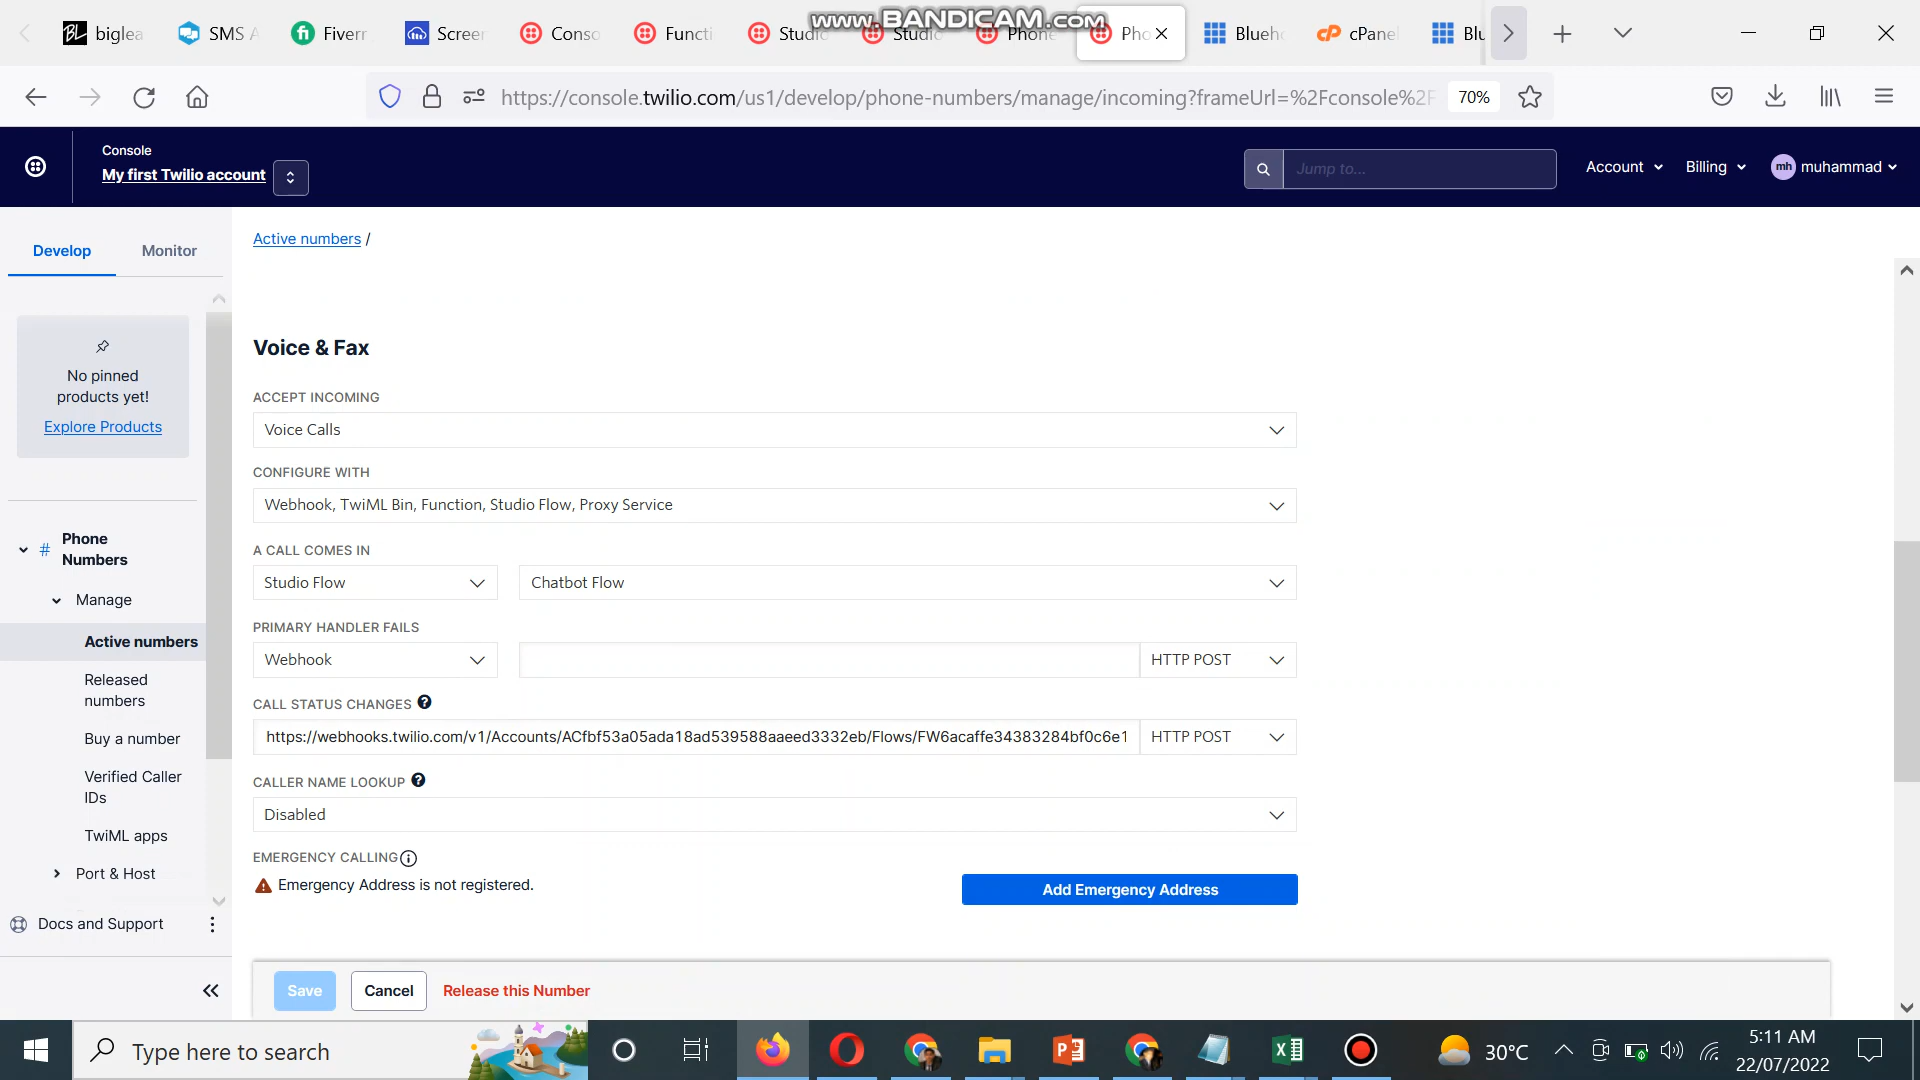 www.BANDICAM.com
biglea
SMS A
Fiverr
Screen
Conso
Functi
Studi
Studi
Phone
Pho
Blueho
cPanel
Blu
https://console.twilio.com/us1/develop/phone-numbers/manage/incoming?frameUrl=%2Fconsole%2F
70%
Console
My first Twilio account
Jump to...
Account
Billing
mh
muhammad
Develop
Monitor
Active numbers /
No pinned
products yet!
Explore Products
Phone
Numbers
Manage
Active numbers
Released
numbers
Buy a number
Verified Caller
IDs
TwiML apps
Port & Host
Docs and Support
Voice & Fax
ACCEPT INCOMING
Voice Calls
CONFIGURE WITH
Webhook, TwiML Bin, Function, Studio Flow, Proxy Service
A CALL COMES IN
Studio Flow
Chatbot Flow
PRIMARY HANDLER FAILS
Webhook
HTTP POST
CALL STATUS CHANGES
https://webhooks.twilio.com/v1/Accounts/ACfbf53a05ada18ad539588aaeed3332eb/Flows/FW6acaffe34383284bf0c6e1
HTTP POST
CALLER NAME LOOKUP
Disabled
EMERGENCY CALLING
Emergency Address is not registered.
Add Emergency Address
Save
Cancel
Release this Number
Type here to search
30°C
5:11 AM
22/07/2022